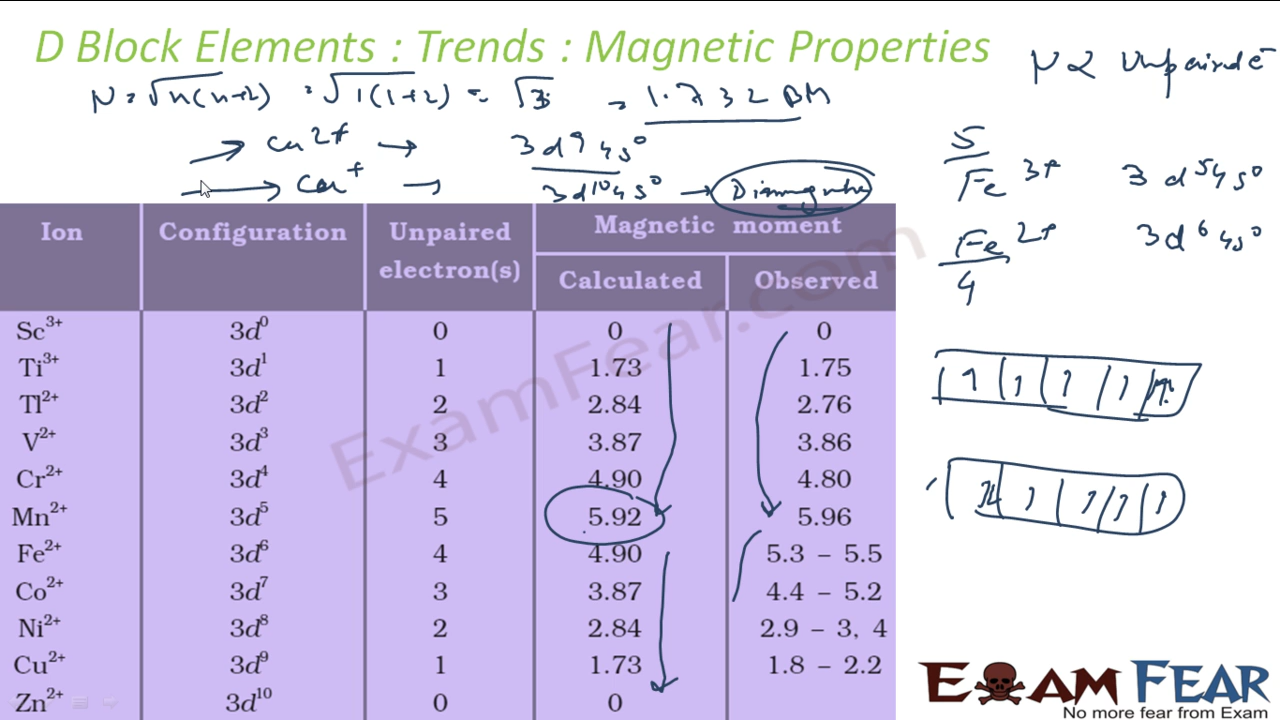 D Block Elements : Trends : Magnetic Properties
μ ∝ Unpaired e⁻
μ = √n(n+2) = √1(1+2) = √3 = 1.732 BM
→ Cu²⁺ → 3d⁹ 4s⁰
→ Cu⁺ → 3d¹⁰ 4s⁰ →
5
Fe³⁺ 3d⁵4s⁰
Fe²⁺ 3d⁶ 4s⁰
4
Ion Configuration Unpaired electron(s) Magnetic moment
Calculated Observed
Sc³⁺ 3d⁰ 0 0 0
Ti³⁺ 3d¹ 1 1.73 1.75
Tl²⁺ 3d² 2 2.84 2.76
V²⁺ 3d³ 3 3.87 3.86
Cr²⁺ 3d⁴ 4 4.90 4.80
Mn²⁺ 3d⁵ 5 5.92 5.96
Fe²⁺ 3d⁶ 4 4.90 5.3 – 5.5
Co²⁺ 3d⁷ 3 3.87 4.4 – 5.2
Ni²⁺ 3d⁸ 2 2.84 2.9 – 3, 4
Cu²⁺ 3d⁹ 1 1.73 1.8 – 2.2
Zn²⁺ 3d¹⁰ 0 0
ExamFear.com
EXAM FEAR
No more fear from Exam